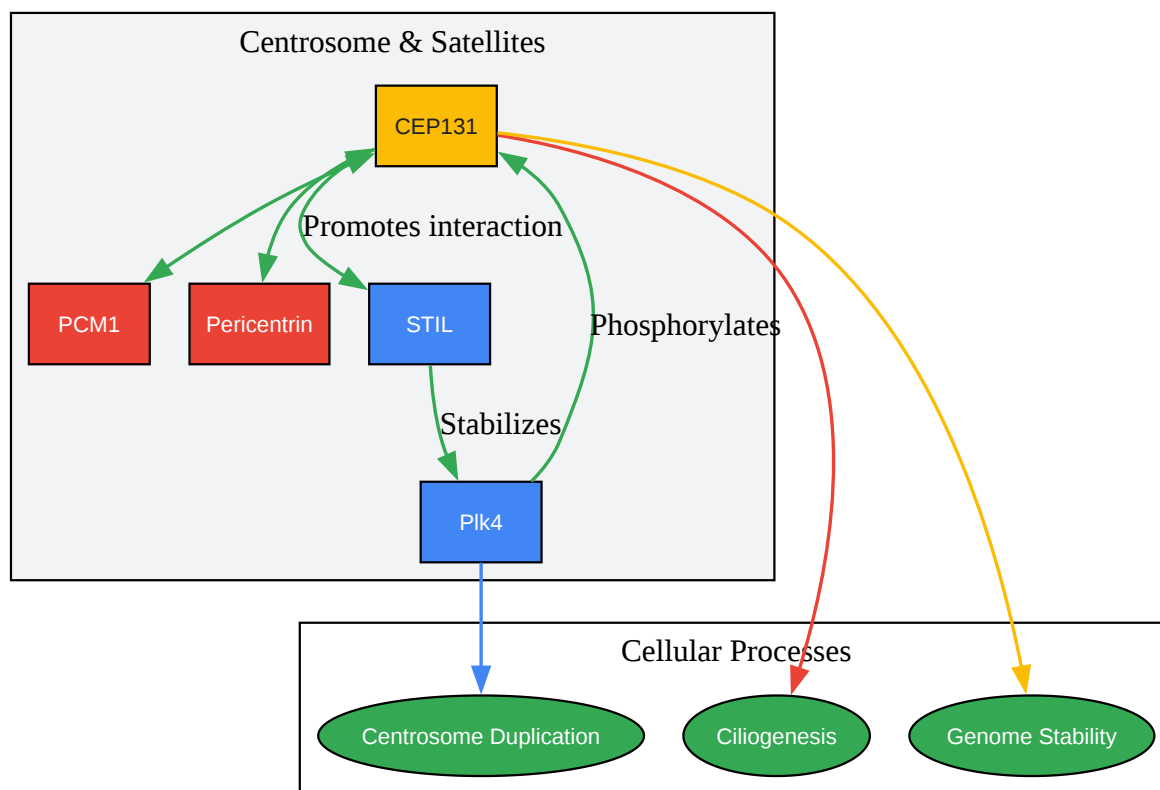 Centrosome & Satellites
CEP131
Promotes interaction
PCM1
Pericentrin
STIL
Phosphorylates
Stabilizes
Plk4
Cellular Processes
Centrosome Duplication
Ciliogenesis
Genome Stability